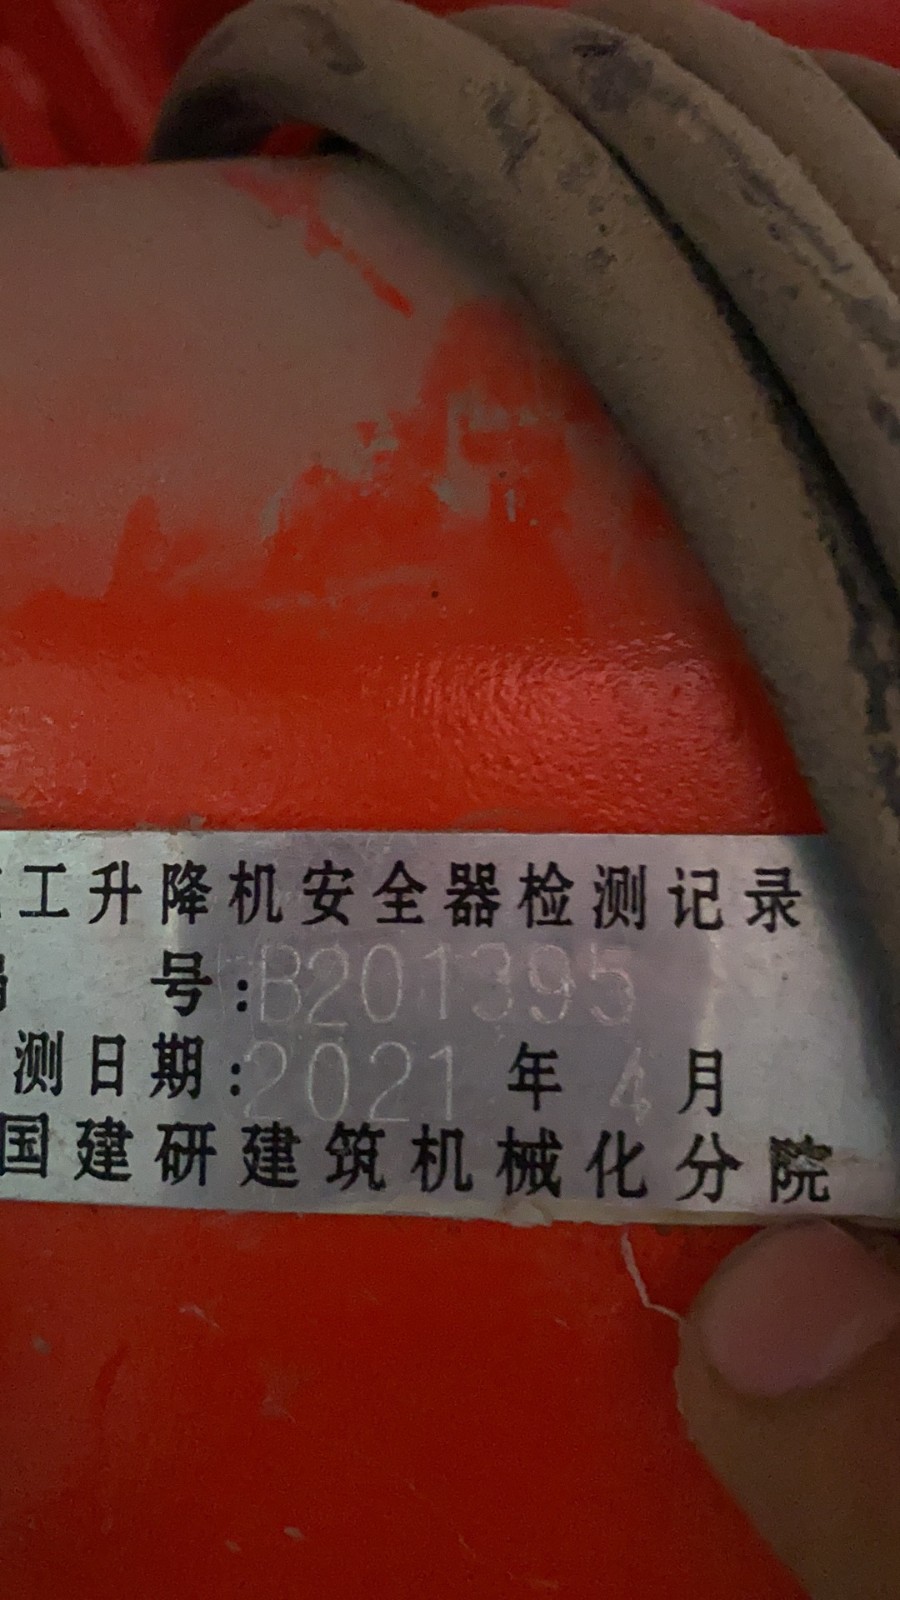 工升降机安全器检测记录
号:B201395
测日期:2021 年 4 月
国建研建筑机械化分院